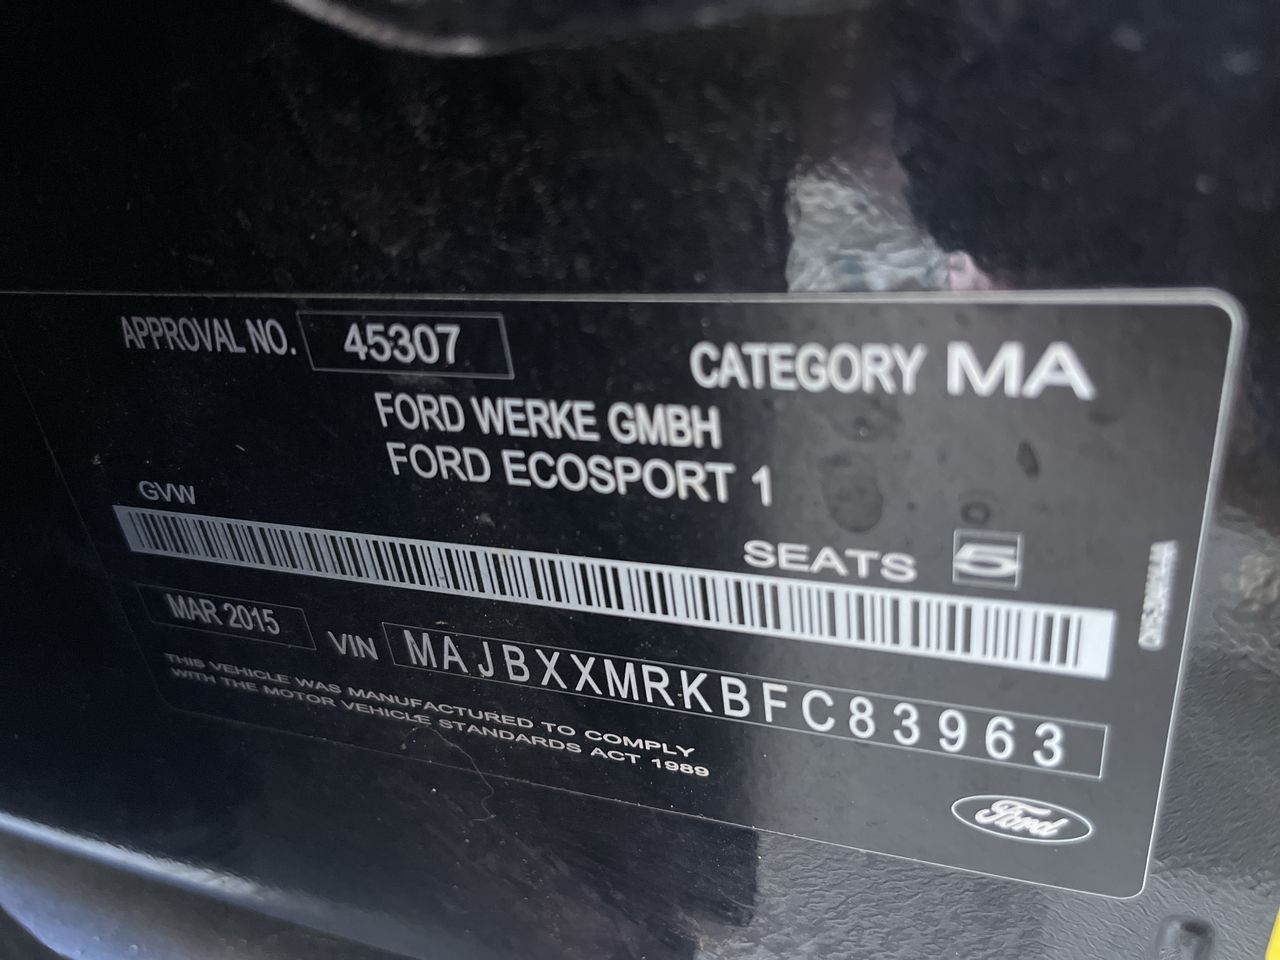 APPROVAL NO. 45307
CATEGORY MA
FORD WERKE GMBH
FORD ECOSPORT 1
GVW
SEATS 5
MAR 2015 VIN MAJBXXMRKBFC83963
THIS VEHICLE WAS MANUFACTURED TO COMPLY
WITH THE MOTOR VEHICLE STANDARDS ACT 1989
Ford